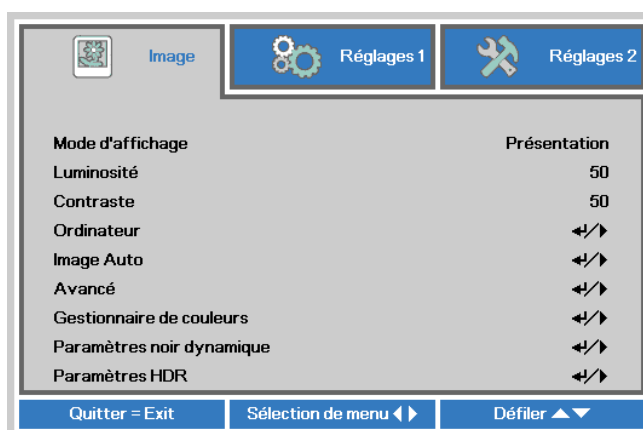 Image
Réglages 1
Réglages 2
Mode d'affichage Présentation
Luminosité 50
Contraste 50
Ordinateur
Image Auto
Avancé
Gestionnaire de couleurs
Paramètres noir dynamique
Paramètres HDR
Quitter = Exit
Sélection de menu
Défiler